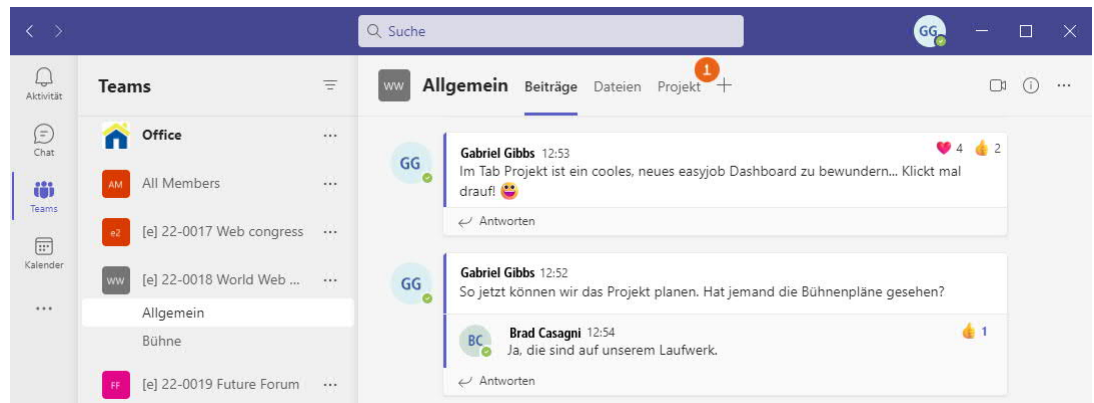 Suche
GG
Aktivität
Chat
Teams
Kalender
Teams
Office
AM All Members
e2 [e] 22-0017 Web congress
WW [e] 22-0018 World Web ...
Allgemein
Bühne
FF [e] 22-0019 Future Forum
WW Allgemein Beiträge Dateien Projekt 1
GG
Gabriel Gibbs 12:53 4 2
Im Tab Projekt ist ein cooles, neues easyjob Dashboard zu bewundern... Klickt mal
drauf! 😀
Antworten
GG
Gabriel Gibbs 12:52
So jetzt können wir das Projekt planen. Hat jemand die Bühnenpläne gesehen?
BC
Brad Casagni 12:54 1
Ja, die sind auf unserem Laufwerk.
Antworten